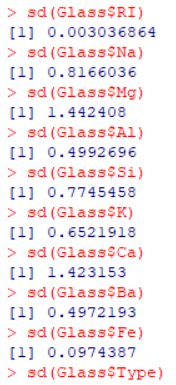 > sd(Glass$RI)
[1] 0.003036864
> sd(Glass$Na)
[1] 0.8166036
> sd(Glass$Mg)
[1] 1.442408
> sd(Glass$Al)
[1] 0.4992696
> sd(Glass$Si)
[1] 0.7745458
> sd(Glass$K)
[1] 0.6521918
> sd(Glass$Ca)
[1] 1.423153
> sd(Glass$Ba)
[1] 0.4972193
> sd(Glass$Fe)
[1] 0.0974387
> sd(Glass$Type)